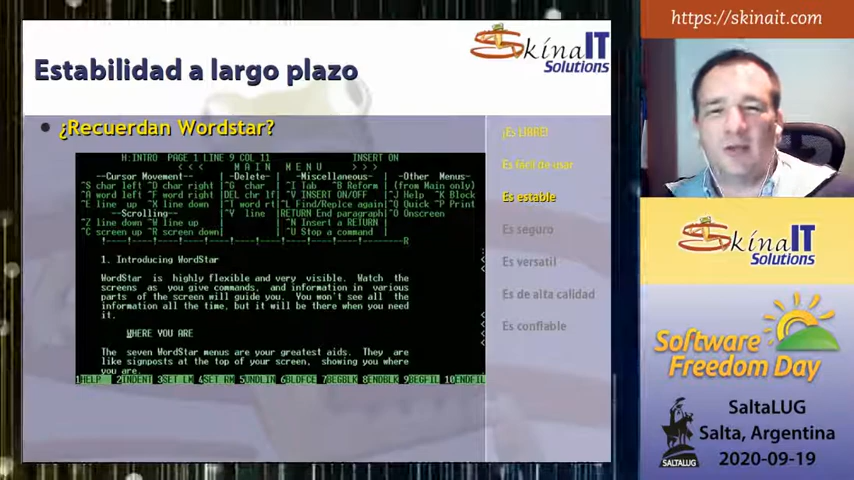 https://skinait.com
SkinaIT
Solutions
Estabilidad a largo plazo
• ¿Recuerdan Wordstar?
H:INTRO PAGE 1 LINE 9 COL 11 INSERT ON
< < < M A I N M E N U > > >
--Cursor Movement-- -Delete- -Miscellaneous- -Other Menus-
^S char left ^D char right ^G char ^I Tab ^B Reform (from Main only)
^A word left ^F word right DEL chr lf ^V INSERT ON/OFF ^J Help ^K Block
^E line up ^X line down ^T word rt ^L Find/Replce again ^Q Quick ^P Print
--Scrolling-- ^Y line RETURN End paragraph ^O Onscreen
^Z line down ^W line up ^N Insert a RETURN
^C screen up ^R screen down ^U Stop a command
1. Introducing WordStar
WordStar is highly flexible and very visible. Watch the
screens as you give commands, and information in various
parts of the screen will guide you. You won't see all the
information all the time, but it will be there when you need
it.
WHERE YOU ARE
The seven WordStar menus are your greatest aids. They are
like signposts at the top of your screen, showing you where
you are.
1HELP 2INDENT 3SET LM 4SET RM 5UNDLIN 6BLDFCE 7BEGBLK 8ENDBLK 9BEGFIL 10ENDFIL
¡Es LIBRE!
Es fácil de usar
Es estable
Es seguro
Es versatil
Es de alta calidad
Es confiable
SkinaIT
Solutions
Software
Freedom Day
SaltaLUG
Salta, Argentina
2020-09-19
SALTALUG